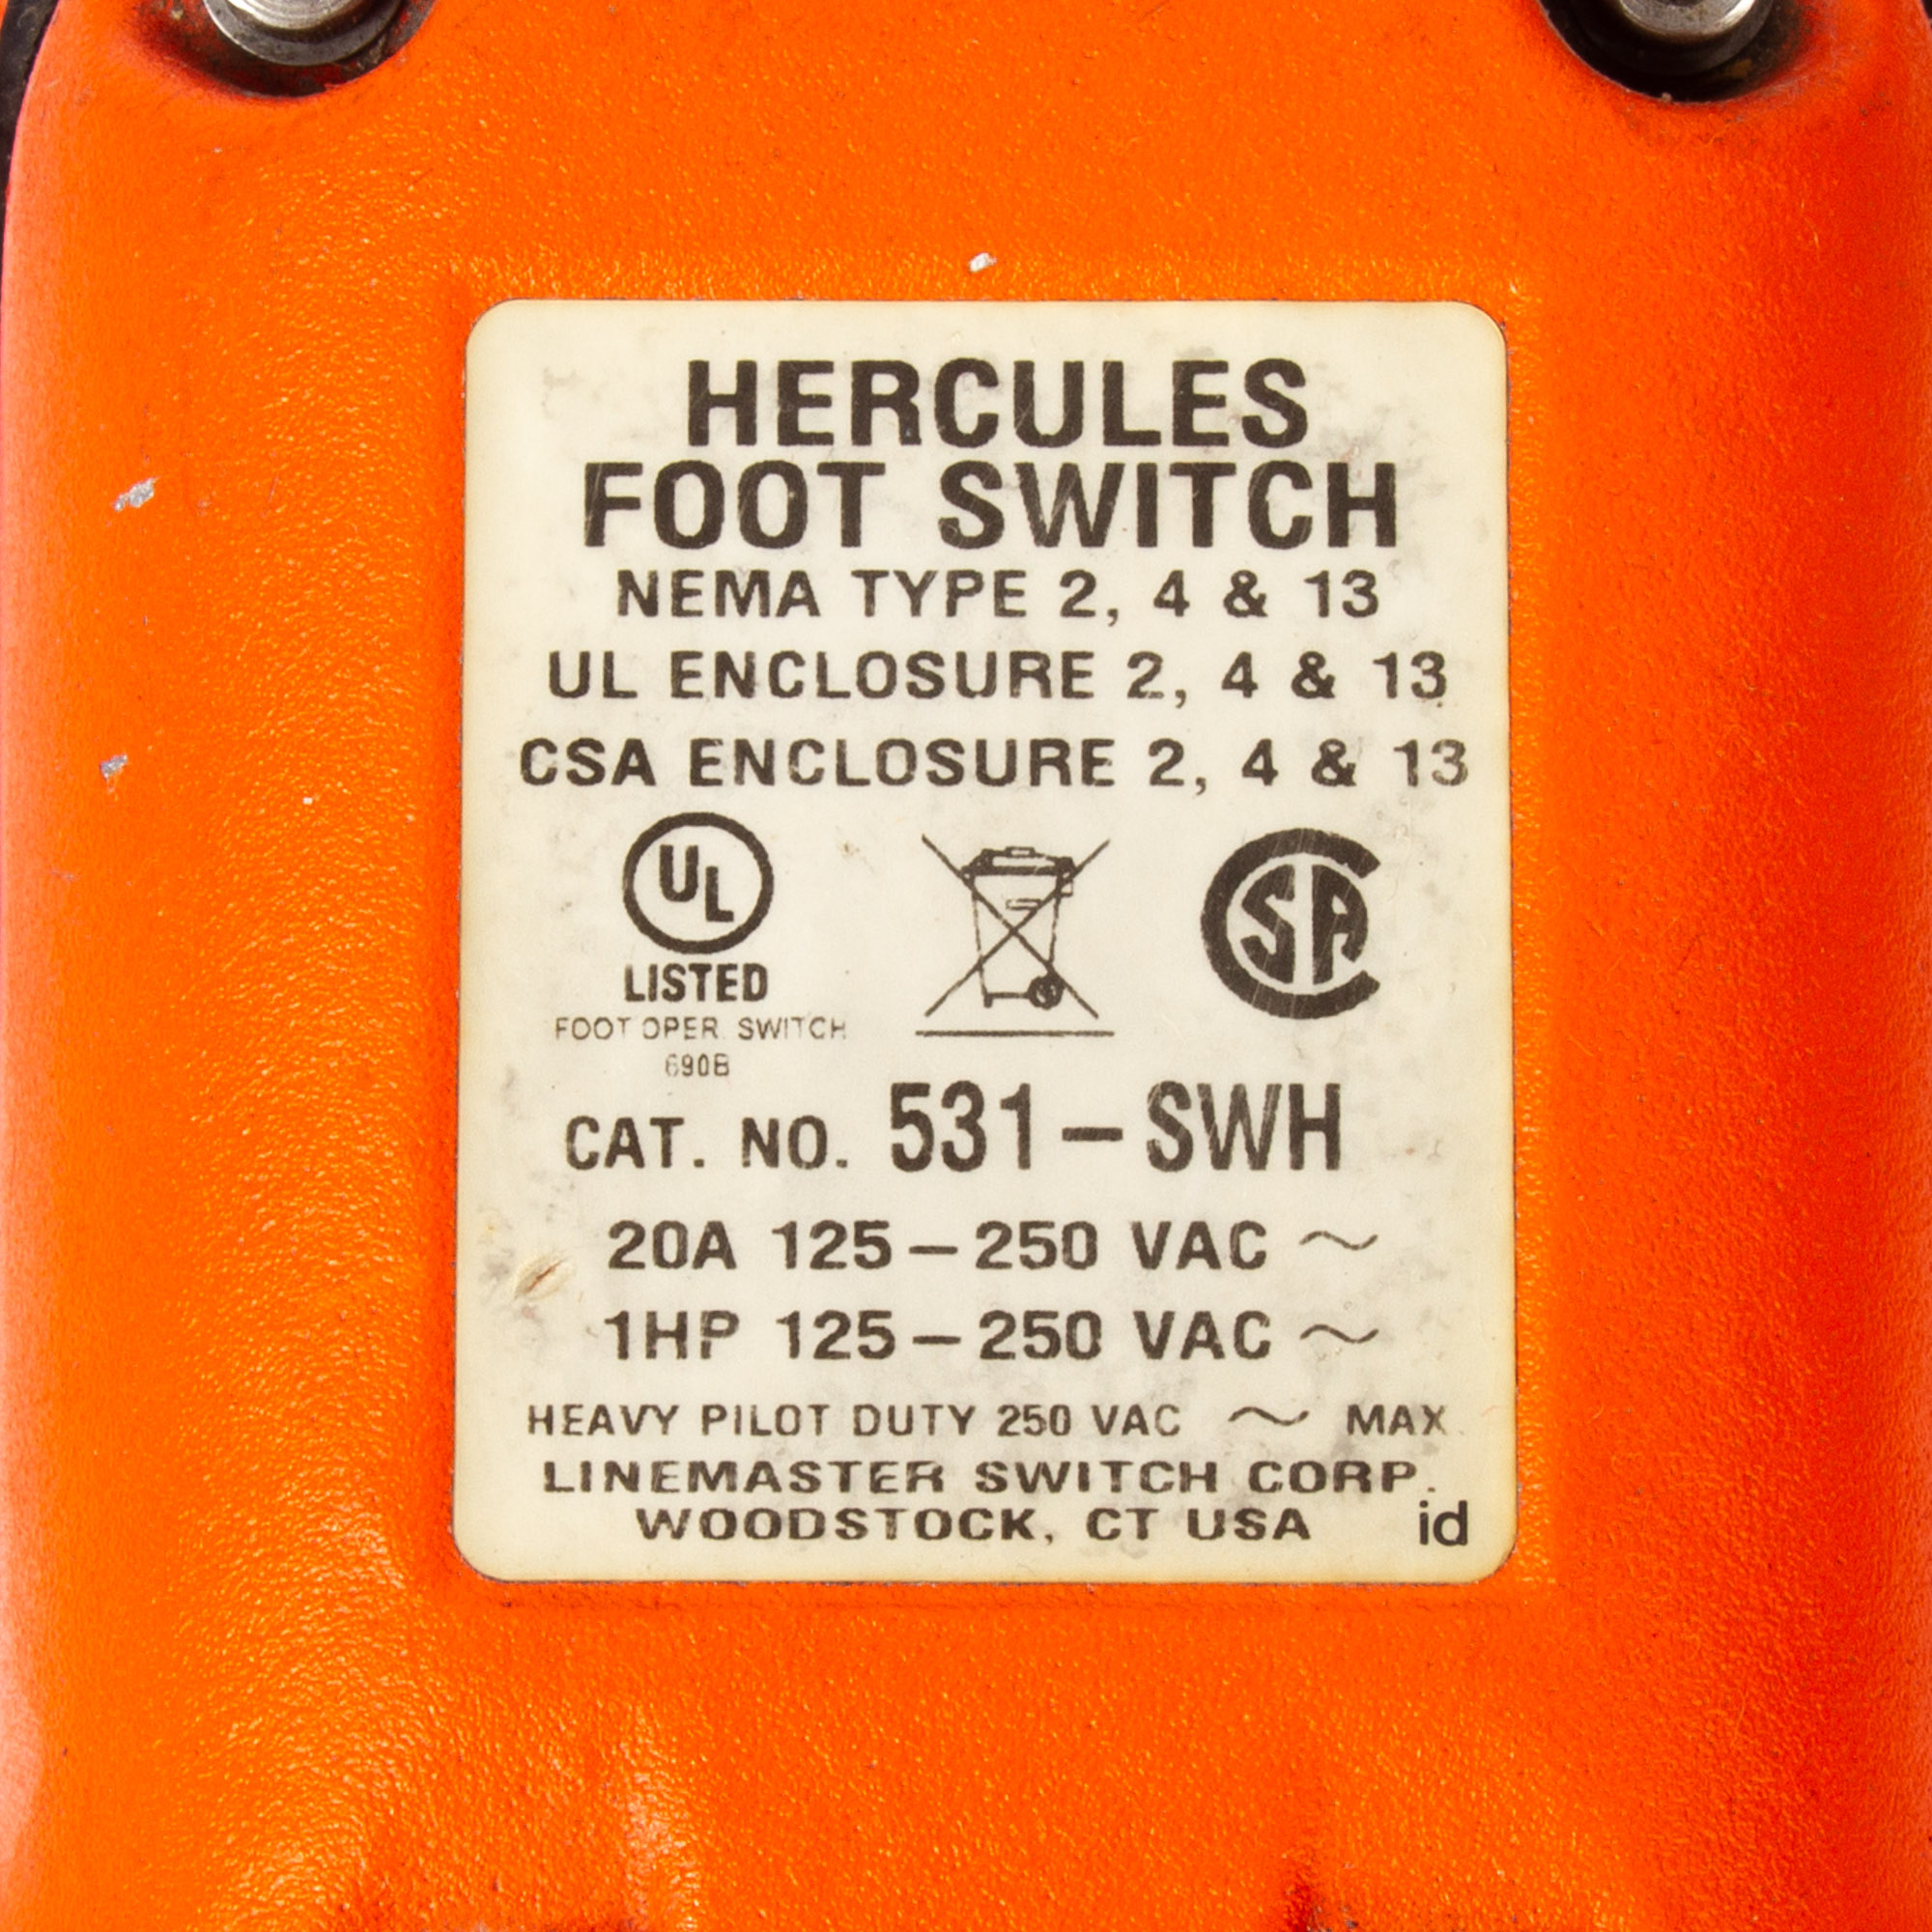 HERCULES
FOOT SWITCH
NEMA TYPE 2, 4 & 13
UL ENCLOSURE 2, 4 & 13
CSA ENCLOSURE 2, 4 & 13
UL
LISTED
FOOT OPER. SWITCH
690B
CSA
CAT. NO. 531-SWH
20A 125-250 VAC ~
1HP 125-250 VAC ~
HEAVY PILOT DUTY 250 VAC ~ MAX.
LINEMASTER SWITCH CORP.
WOODSTOCK, CT USA id